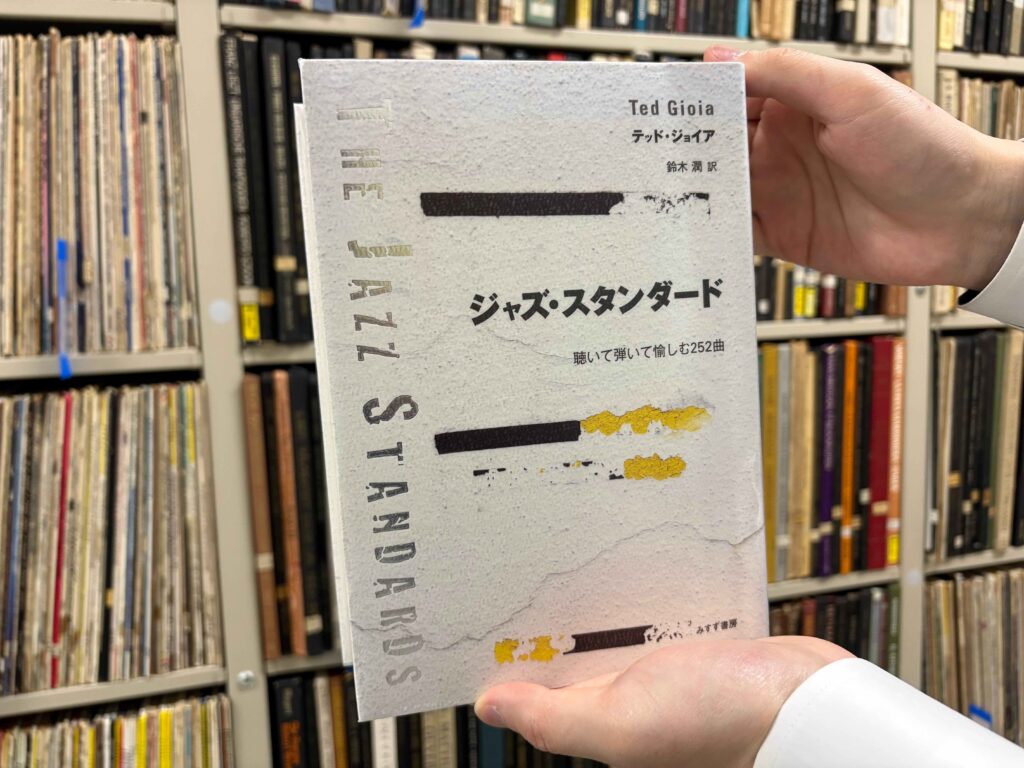 THE JAZZ STANDARDS
Ted Gioia
テッド・ジョイア
鈴木 潤 訳
ジャズ・スタンダード
聴いて弾いて愉しむ252曲
みすず書房